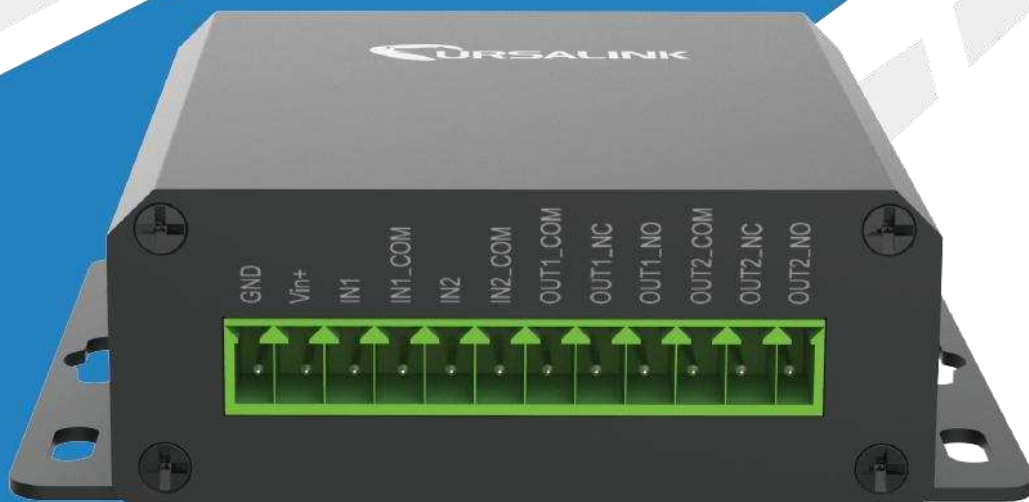 URSALINK
GND
Vin+
IN1
IN1_COM
IN2
IN2_COM
OUT1_COM
OUT1_NC
OUT1_NO
OUT2_COM
OUT2_NC
OUT2_NO